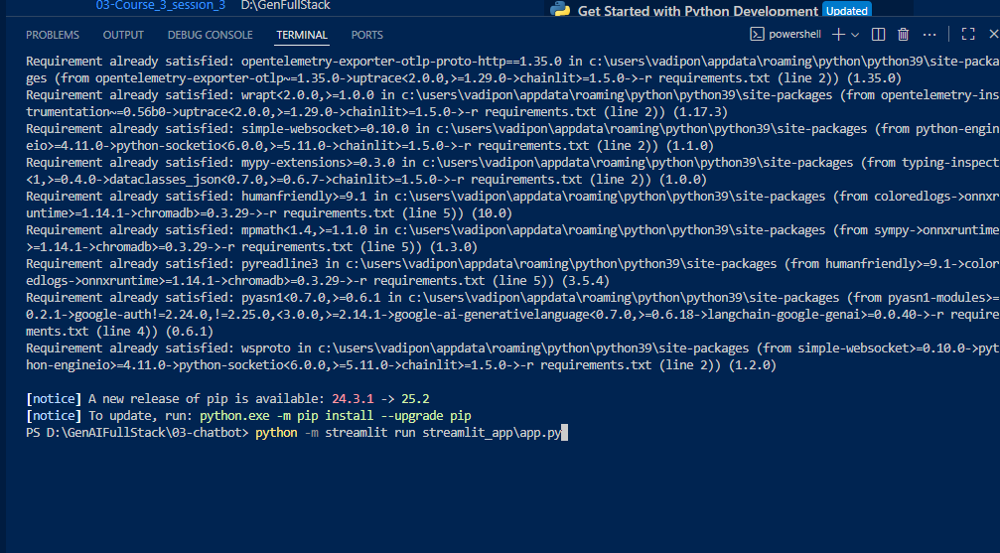 03-Course_3_session_3 D:\GenFullStack
Get Started with Python Development Updated
PROBLEMS OUTPUT DEBUG CONSOLE TERMINAL PORTS powershell
Requirement already satisfied: opentelemetry-exporter-otlp-proto-http==1.35.0 in c:\users\vadipon\appdata\roaming\python\python39\site-packa
ges (from opentelemetry-exporter-otlp~=1.35.0->uptrace<2.0.0,>=1.29.0->chainlit>=1.5.0->-r requirements.txt (line 2)) (1.35.0)
Requirement already satisfied: wrapt<2.0.0,>=1.0.0 in c:\users\vadipon\appdata\roaming\python\python39\site-packages (from opentelemetry-ins
trumentation~=0.56b0->uptrace<2.0.0,>=1.29.0->chainlit>=1.5.0->-r requirements.txt (line 2)) (1.17.3)
Requirement already satisfied: simple-websocket>=0.10.0 in c:\users\vadipon\appdata\roaming\python\python39\site-packages (from python-engin
eio>=4.11.0->python-socketio<6.0.0,>=5.11.0->chainlit>=1.5.0->-r requirements.txt (line 2)) (1.1.0)
Requirement already satisfied: mypy-extensions>=0.3.0 in c:\users\vadipon\appdata\roaming\python\python39\site-packages (from typing-inspect
<1,>=0.4.0->dataclasses_json<0.7.0,>=0.6.7->chainlit>=1.5.0->-r requirements.txt (line 2)) (1.0.0)
Requirement already satisfied: humanfriendly>=9.1 in c:\users\vadipon\appdata\roaming\python\python39\site-packages (from coloredlogs->onnxr
untime>=1.14.1->chromadb>=0.3.29->-r requirements.txt (line 5)) (10.0)
Requirement already satisfied: mpmath<1.4,>=1.1.0 in c:\users\vadipon\appdata\roaming\python\python39\site-packages (from sympy->onnxruntime
>=1.14.1->chromadb>=0.3.29->-r requirements.txt (line 5)) (1.3.0)
Requirement already satisfied: pyreadline3 in c:\users\vadipon\appdata\roaming\python\python39\site-packages (from humanfriendly>=9.1->color
edlogs->onnxruntime>=1.14.1->chromadb>=0.3.29->-r requirements.txt (line 5)) (3.5.4)
Requirement already satisfied: pyasn1<0.7.0,>=0.6.1 in c:\users\vadipon\appdata\roaming\python\python39\site-packages (from pyasn1-modules>=
0.2.1->google-auth!=2.24.0,!=2.25.0,<3.0.0,>=2.14.1->google-ai-generativelanguage<0.7.0,>=0.6.18->langchain-google-genai>=0.0.40->-r require
ments.txt (line 4)) (0.6.1)
Requirement already satisfied: wsproto in c:\users\vadipon\appdata\roaming\python\python39\site-packages (from simple-websocket>=0.10.0->pyt
hon-engineio>=4.11.0->python-socketio<6.0.0,>=5.11.0->chainlit>=1.5.0->-r requirements.txt (line 2)) (1.2.0)
[notice] A new release of pip is available: 24.3.1 -> 25.2
[notice] To update, run: python.exe -m pip install --upgrade pip
PS D:\GenAIFullStack\03-chatbot> python -m streamlit run streamlit_app\app.py